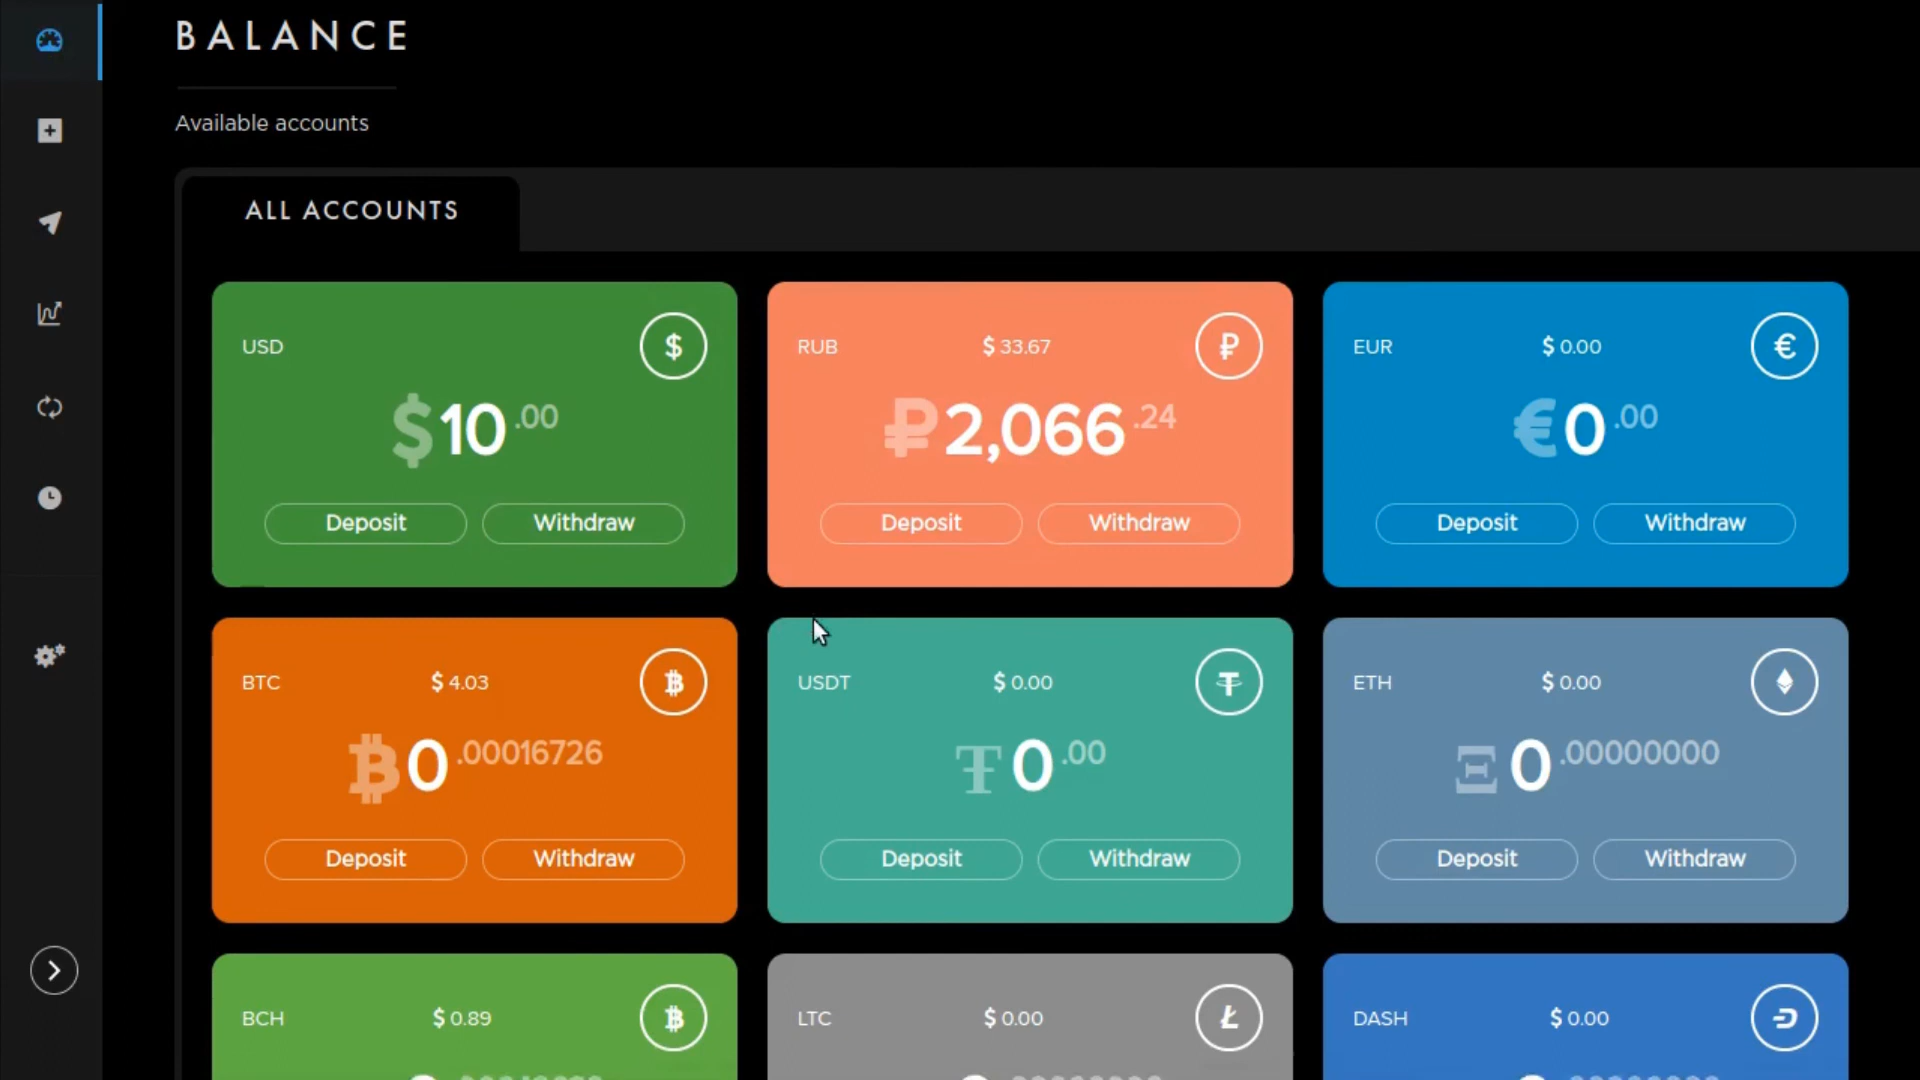 BALANCE
Available accounts
ALL ACCOUNTS
USD
$
$10.00
Deposit Withdraw
RUB $ 33.67
₽
₽2,066.24
Deposit Withdraw
EUR $ 0.00
€
€0.00
Deposit Withdraw
BTC $ 4.03
₿
₿0.00016726
Deposit Withdraw
USDT $ 0.00
₮
₮0.00
Deposit Withdraw
ETH $ 0.00
Ξ0.00000000
Deposit Withdraw
BCH $ 0.89
₿
LTC $ 0.00
Ł
DASH $ 0.00